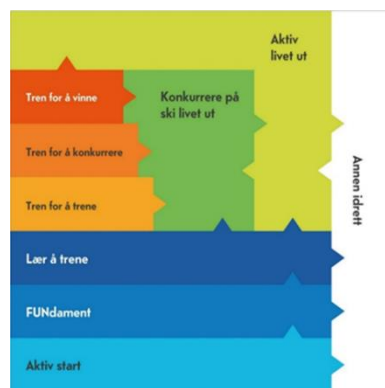 Aktiv
livet ut
Tren for å vinne
Konkurrere på
ski livet ut
Tren for å konkurrere
Tren for å trene
Annen idrett
Lær å trene
FUNdament
Aktiv start